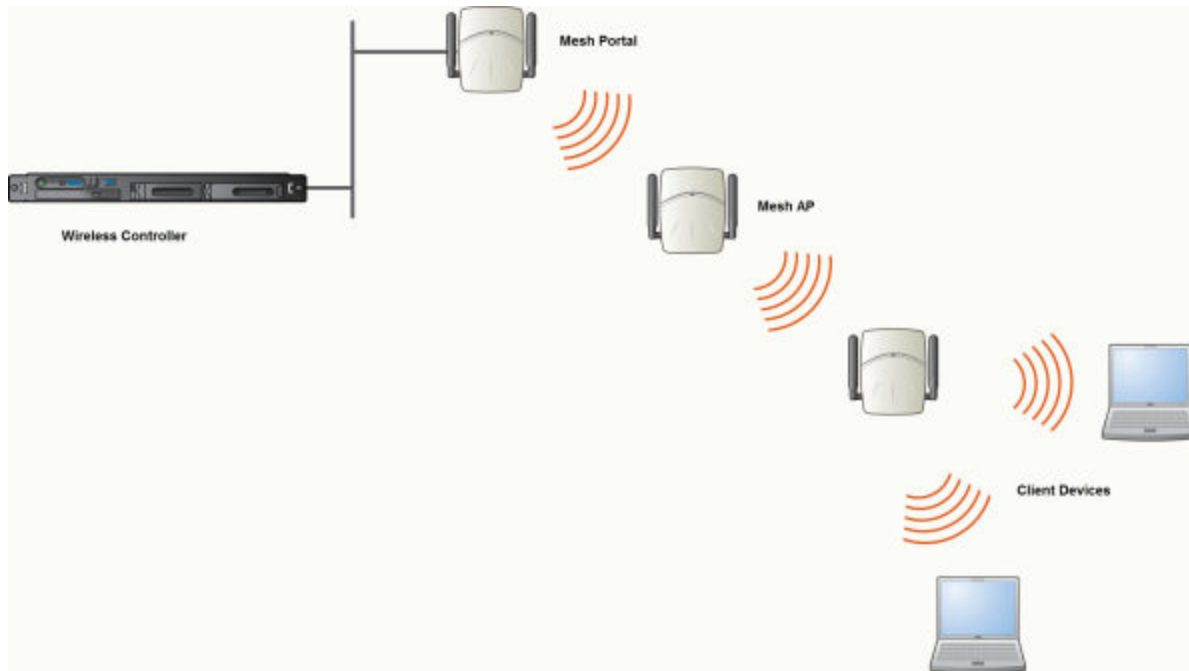 Mesh Portal
Mesh AP
Wireless Controller
Client Devices